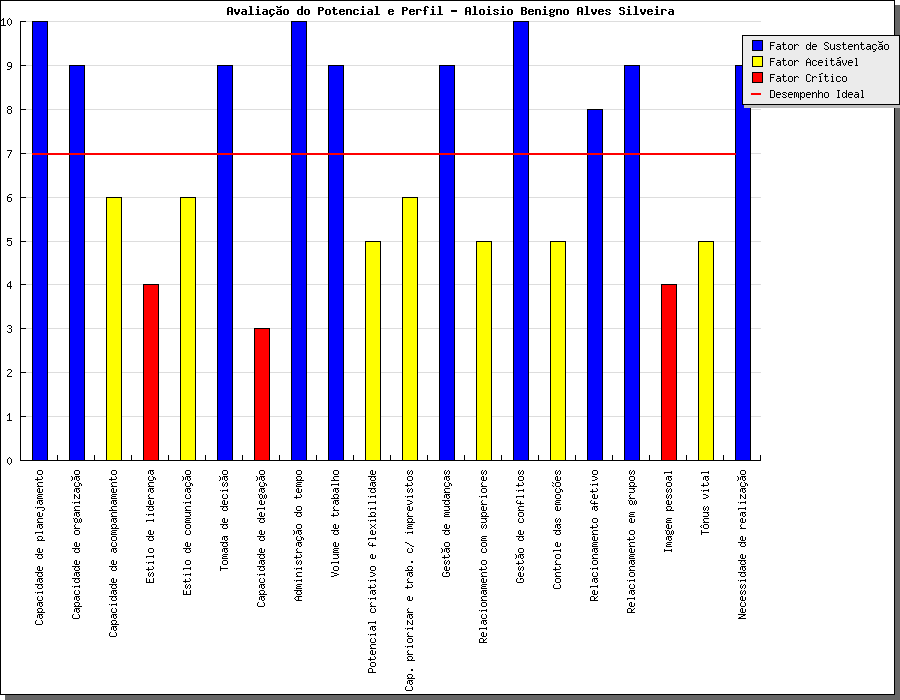 Avaliação do Potencial e Perfil - Aloisio Benigno Alves Silveira
Fator de Sustentação
Fator Aceitável
Fator Crítico
Desempenho Ideal
10
9
8
7
6
5
4
3
2
1
0
Capacidade de planejamento
Capacidade de organização
Capacidade de acompanhamento
Estilo de liderança
Estilo de comunicação
Tomada de decisão
Capacidade de delegação
Administração do tempo
Volume de trabalho
Potencial criativo e flexibilidade
Cap. priorizar e trab. c/ imprevistos
Gestão de mudanças
Relacionamento com superiores
Gestão de conflitos
Controle das emoções
Relacionamento afetivo
Relacionamento em grupos
Imagem pessoal
Tônus vital
Necessidade de realização